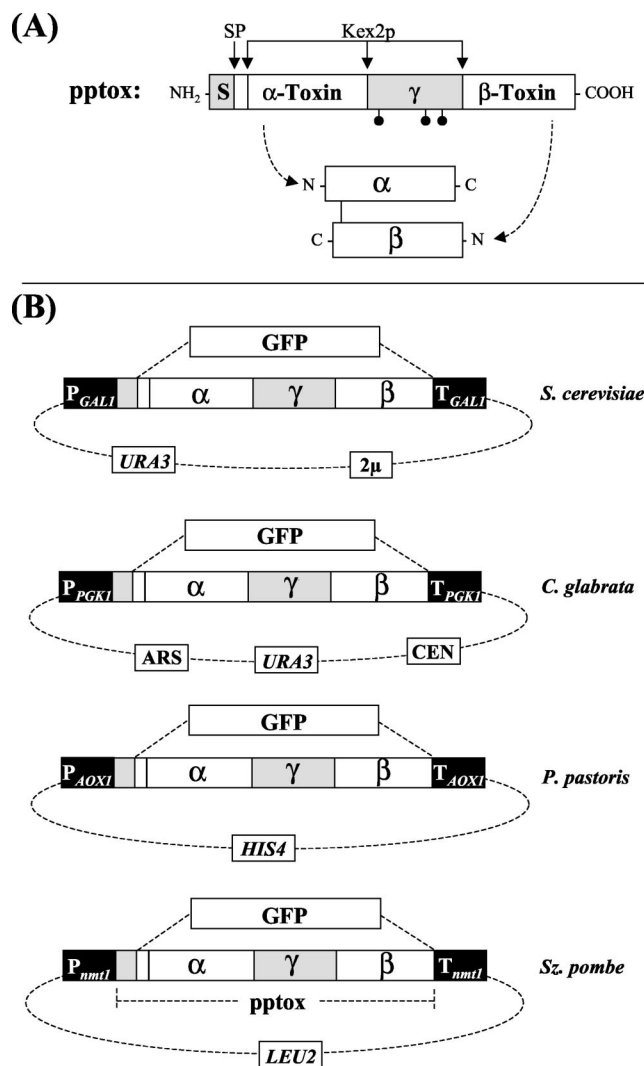 (A)
SP Kex2p
pptox: NH2 S α-Toxin γ β-Toxin COOH
N α C
C β N
(B)
GFP
PGAL1 α γ β TGAL1 S. cerevisiae
URA3 2μ
GFP
PPGK1 α γ β TPGK1 C. glabrata
ARS URA3 CEN
GFP
PAOX1 α γ β TAOX1 P. pastoris
HIS4
GFP
Pnmt1 α γ β Tnmt1 Sz. pombe
pptox
LEU2